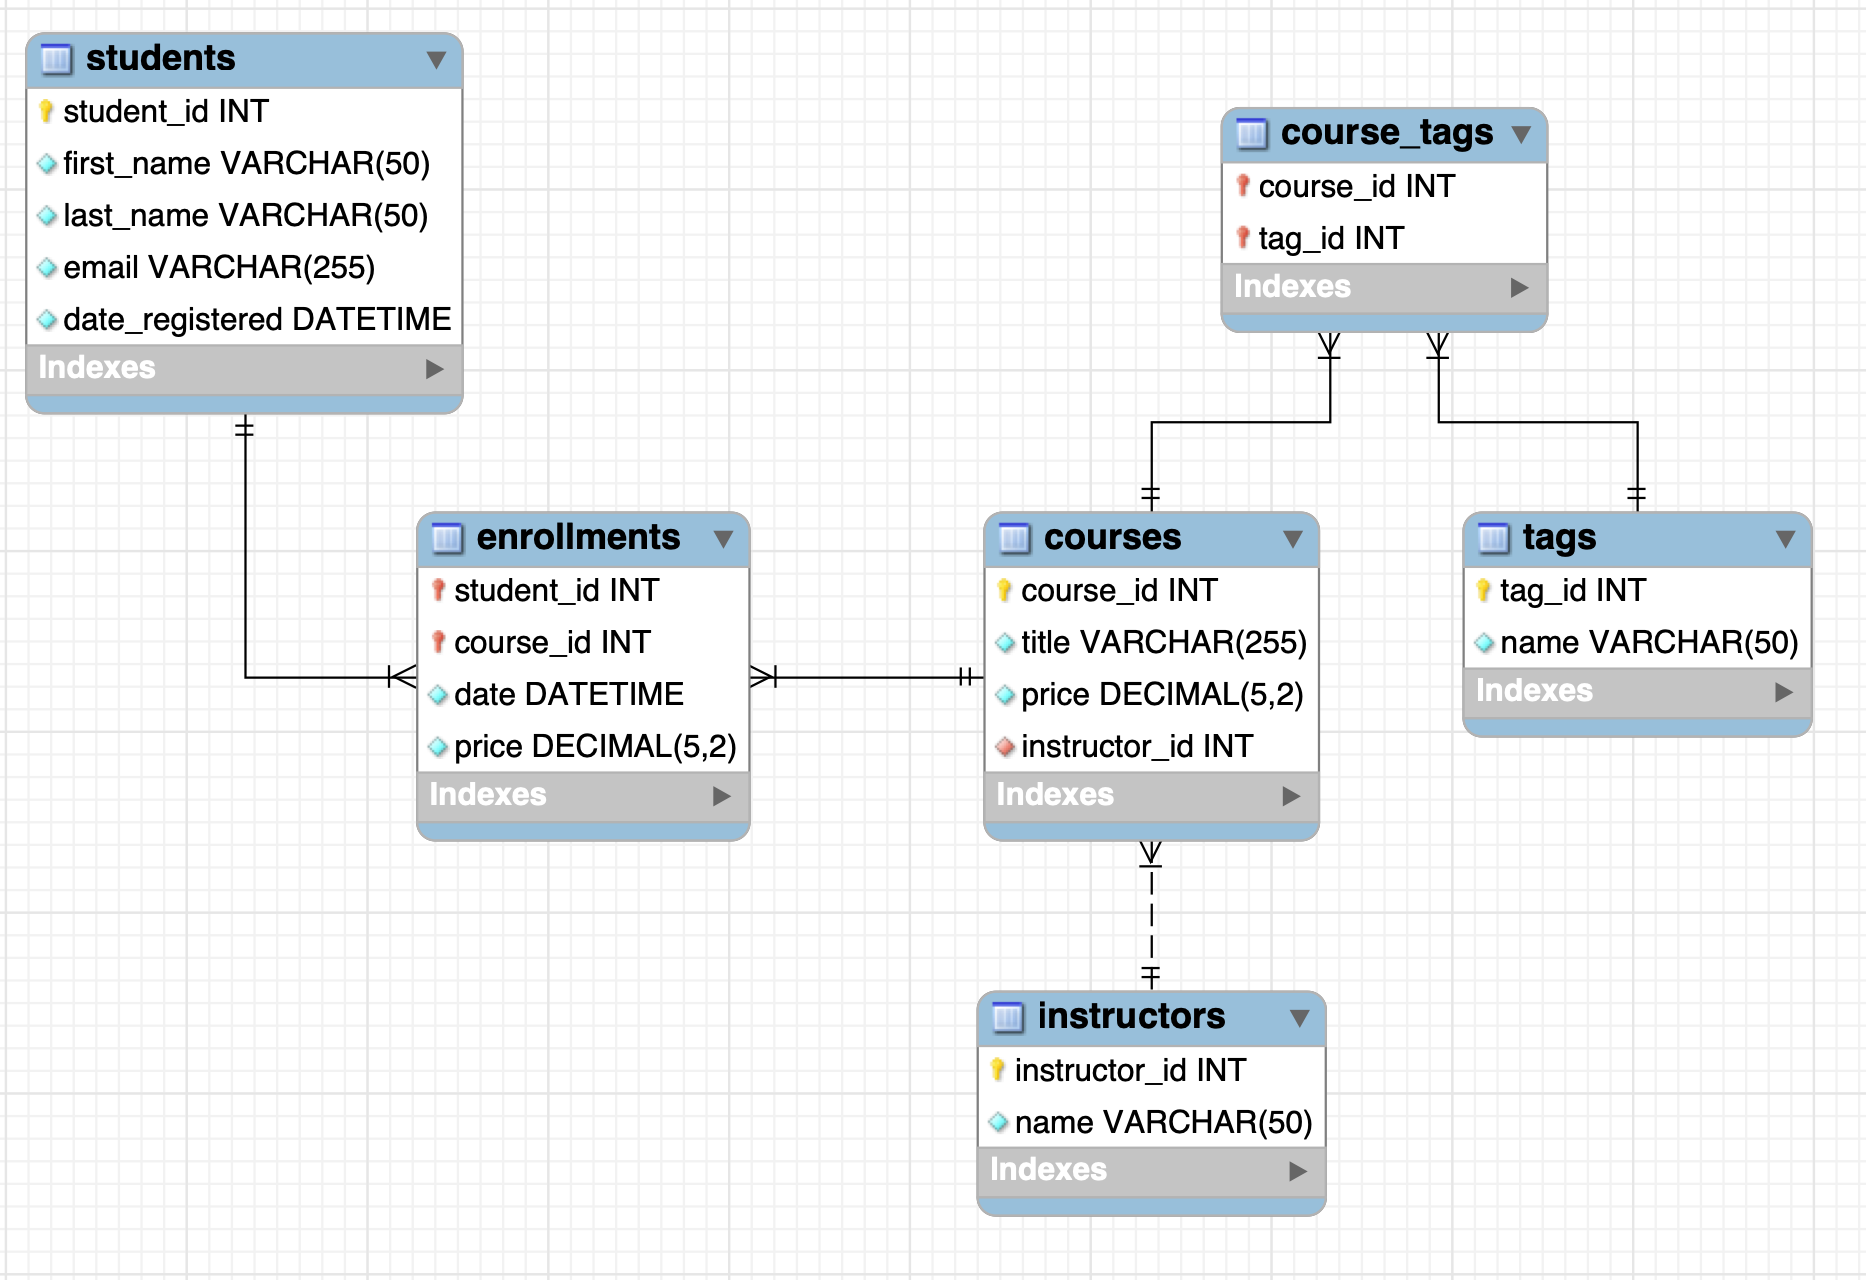 students
student_id INT
first_name VARCHAR(50)
last_name VARCHAR(50)
email VARCHAR(255)
date_registered DATETIME
Indexes
course_tags
course_id INT
tag_id INT
Indexes
enrollments
student_id INT
course_id INT
date DATETIME
price DECIMAL(5,2)
Indexes
courses
course_id INT
title VARCHAR(255)
price DECIMAL(5,2)
instructor_id INT
Indexes
tags
tag_id INT
name VARCHAR(50)
Indexes
instructors
instructor_id INT
name VARCHAR(50)
Indexes